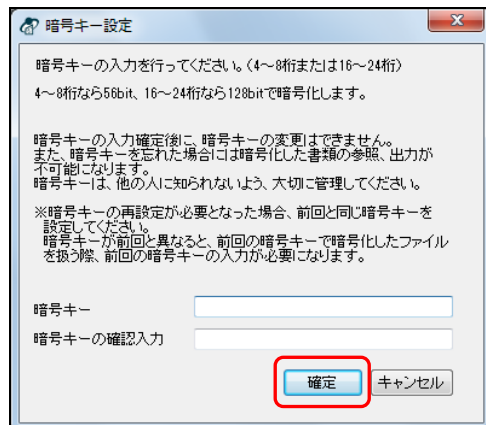 暗号キー設定
暗号キーの入力を行ってください。(4～8桁または16～24桁)
4～8桁なら56bit、16～24桁なら128bitで暗号化します。
暗号キーの入力確定後に、暗号キーの変更はできません。
また、暗号キーを忘れた場合には暗号化した書類の参照、出力が
不可能になります。
暗号キーは、他の人に知られないよう、大切に管理してください。
※暗号キーの再設定が必要となった場合、前回と同じ暗号キーを
設定してください。
暗号キーが前回と異なると、前回の暗号キーで暗号化したファイル
を扱う際、前回の暗号キーの入力が必要になります。
暗号キー
暗号キーの確認入力
確定
キャンセル